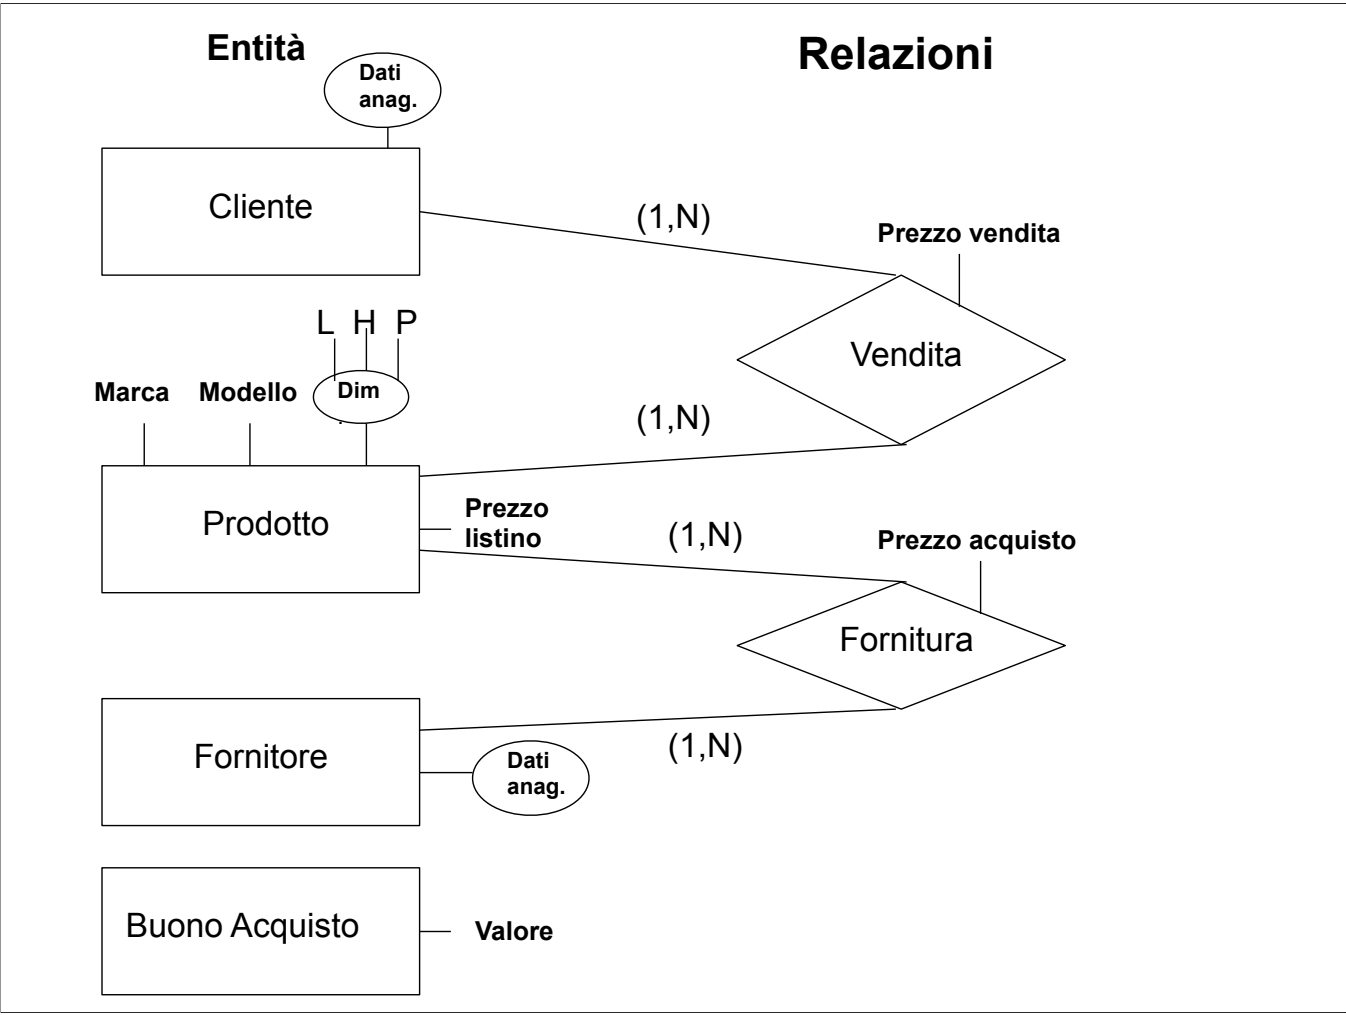 Entità
Relazioni
Dati
anag.
Cliente
(1,N)
Prezzo vendita
L H P
Vendita
Marca
Modello
Dim
.
(1,N)
Prodotto
Prezzo
listino
(1,N)
Prezzo acquisto
Fornitura
Fornitore
(1,N)
Dati
anag.
Buono Acquisto
Valore